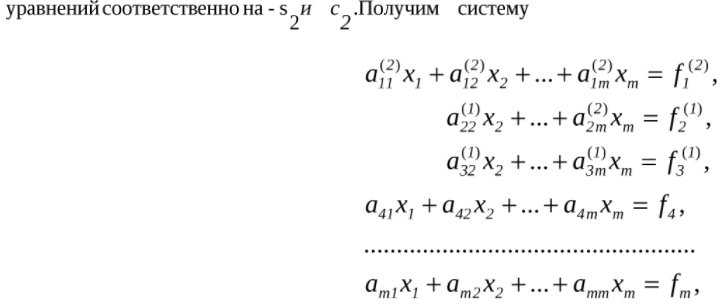 уравнений соответственно на - s₂ и c₂.Получим систему
a₁₁⁽²⁾x₁ + a₁₂⁽²⁾x₂ + ... + a₁ₘ⁽²⁾xₘ = f₁⁽²⁾,
a₂₂⁽¹⁾x₂ + ... + a₂ₘ⁽²⁾xₘ = f₂⁽¹⁾,
a₃₂⁽¹⁾x₂ + ... + a₃ₘ⁽¹⁾xₘ = f₃⁽¹⁾,
a₄₁x₁ + a₄₂x₂ + ... + a₄ₘxₘ = f₄,
...................................................
aₘ₁x₁ + aₘ₂x₂ + ... + aₘₘxₘ = fₘ,